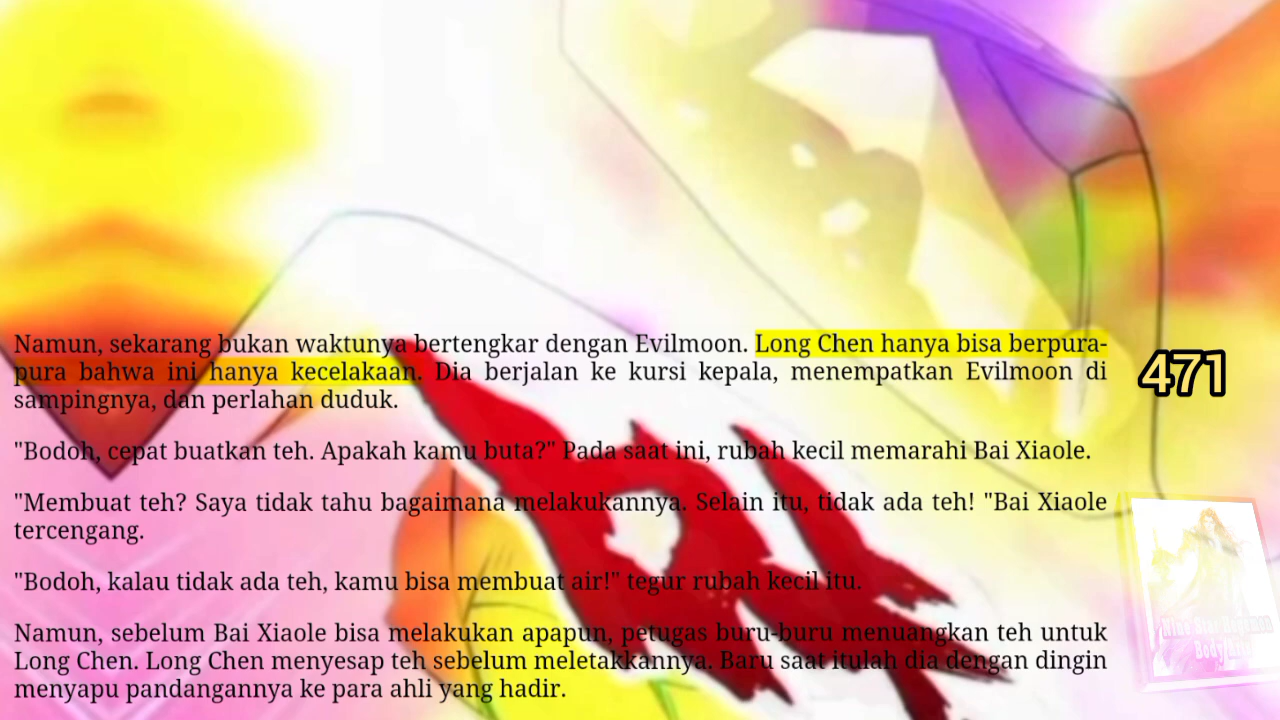 Namun, sekarang bukan waktunya bertengkar dengan Evilmoon. Long Chen hanya bisa berpura-
pura bahwa ini hanya kecelakaan. Dia berjalan ke kursi kepala, menempatkan Evilmoon di
sampingnya, dan perlahan duduk.
"Bodoh, cepat buatkan teh. Apakah kamu buta?" Pada saat ini, rubah kecil memarahi Bai Xiaole.
"Membuat teh? Saya tidak tahu bagaimana melakukannya. Selain itu, tidak ada teh! "Bai Xiaole
tercengang.
"Bodoh, kalau tidak ada teh, kamu bisa membuat air!" tegur rubah kecil itu.
Namun, sebelum Bai Xiaole bisa melakukan apapun, petugas buru-buru menuangkan teh untuk
Long Chen. Long Chen menyesap teh sebelum meletakkannya. Baru saat itulah dia dengan dingin
menyapu pandangannya ke para ahli yang hadir.
471
Nine Star Hegemon
Body Arts